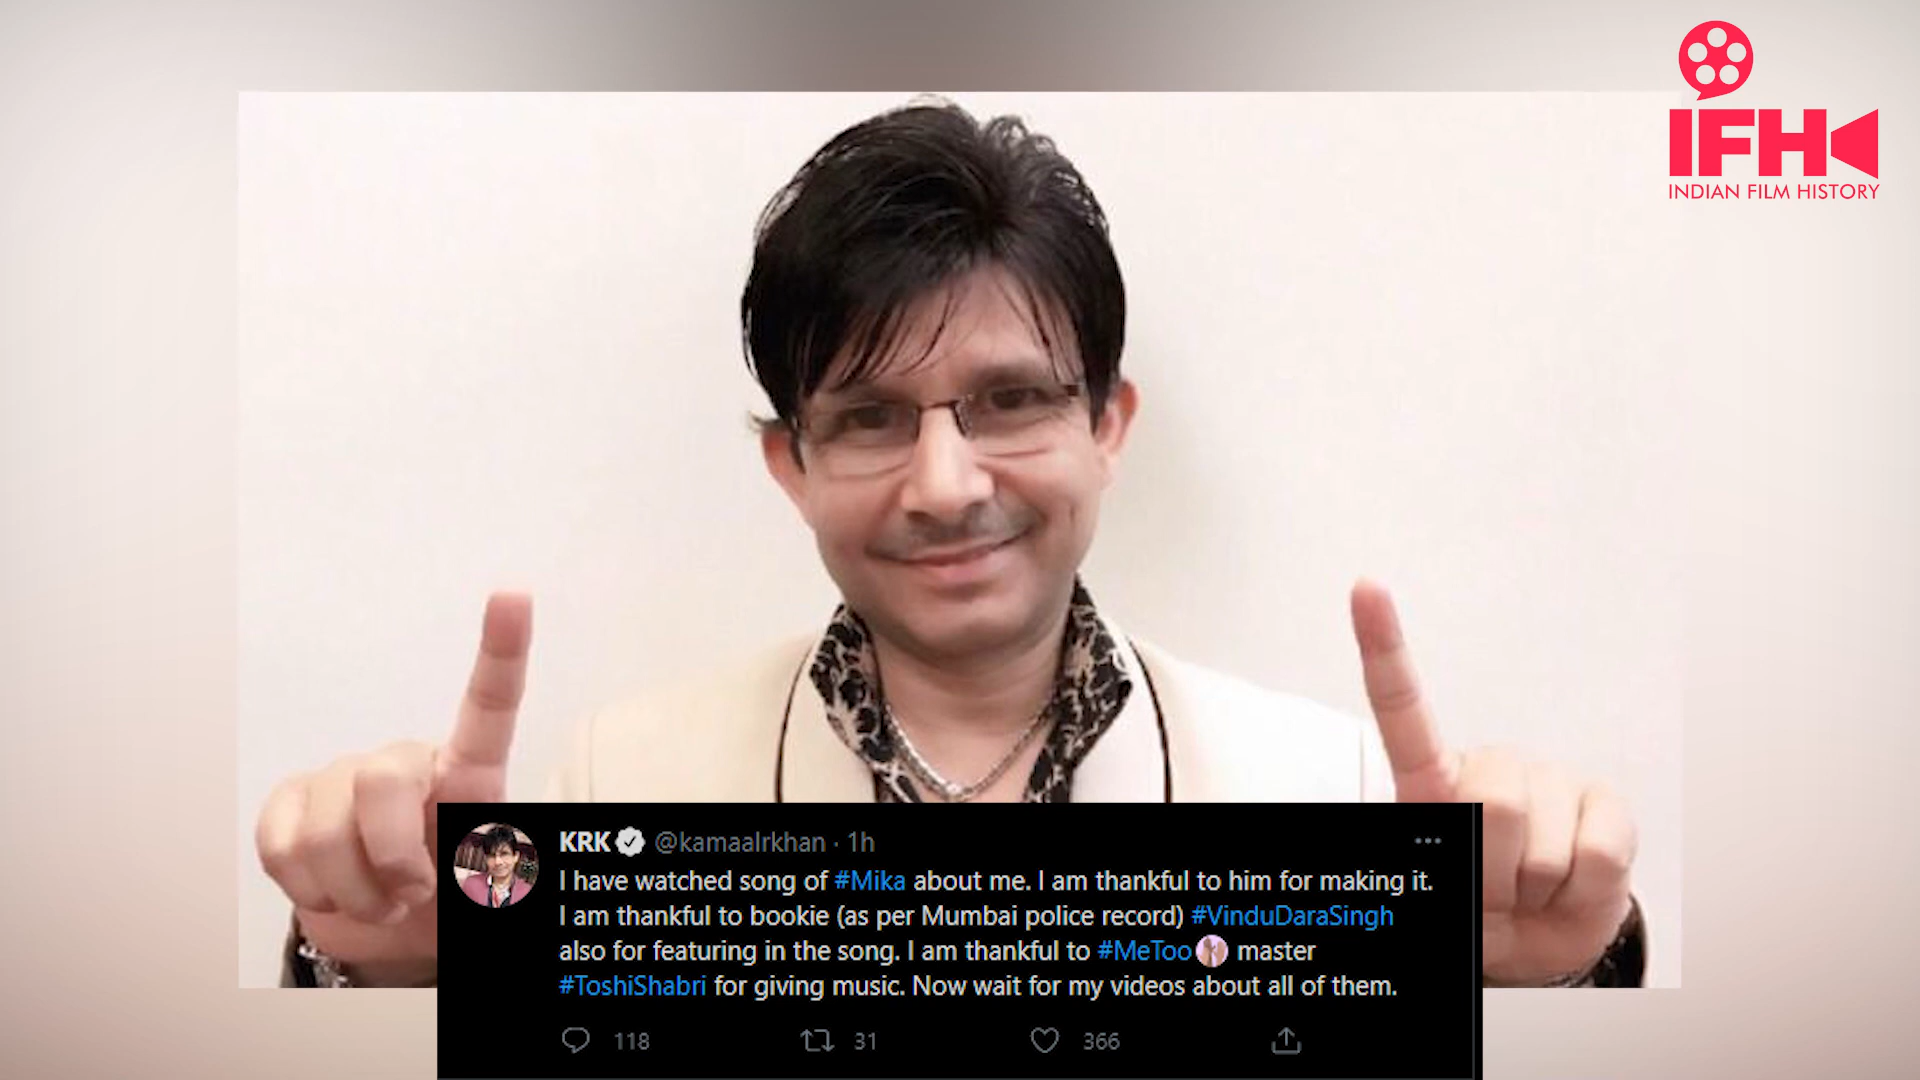 IFH
INDIAN FILM HISTORY
KRK @kamaalrkhan · 1h
I have watched song of #Mika about me. I am thankful to him for making it.
I am thankful to bookie (as per Mumbai police record) #VinduDaraSingh
also for featuring in the song. I am thankful to #MeToo master
#ToshiShabri for giving music. Now wait for my videos about all of them.
118 31 366